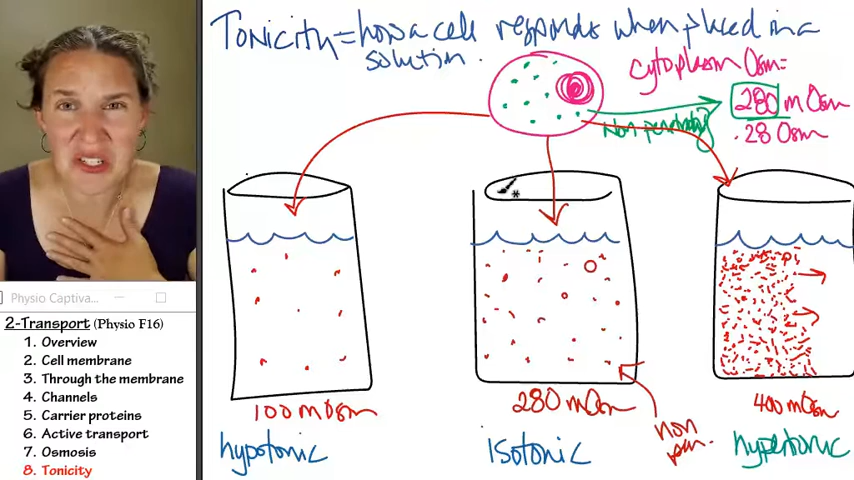 Tonicity = how a cell responds when placed in a
solution.
cytoplasm Osm =
280 mOsm
.28 Osm
Non penetrating
100 mOsm
280 mOsm
400 mOsm
hypotonic
isotonic
non
pen.
hypertonic
Physio Captiva...
2-Transport (Physio F16)
1. Overview
2. Cell membrane
3. Through the membrane
4. Channels
5. Carrier proteins
6. Active transport
7. Osmosis
8. Tonicity